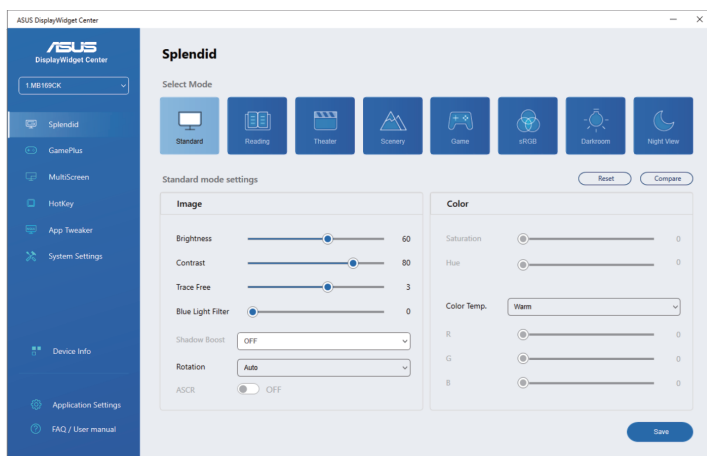 ASUS DisplayWidget Center
ASUS
DisplayWidget Center
1.MB169CK
Splendid
GamePlus
MultiScreen
HotKey
App Tweaker
System Settings
Device Info
Application Settings
FAQ / User manual
Splendid
Select Mode
Standard Reading Theater Scenery Game sRGB Darkroom Night View
Standard mode settings Reset Compare
Image
Brightness 60
Contrast 80
Trace Free 3
Blue Light Filter 0
Shadow Boost OFF
Rotation Auto
ASCR OFF
Color
Saturation 0
Hue 0
Color Temp. Warm
R 0
G 0
B 0
Save